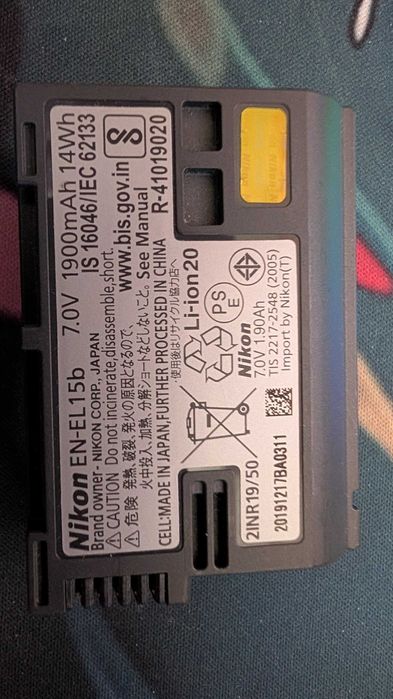 Nikon EN-EL15b 7.0V 1900mAh 14Wh
Brand owner - NIKON CORP., JAPAN IS 16046/IEC 62133
⚠ CAUTION Do not incinerate,disassemble,short. www.bis.gov.in
⚠ 危険 発熱、破裂、発火の原因となるので、
火中投入、加熱、分解ショートなどしないこと。See Manual R-41019020
CELL:MADE IN JAPAN,FURTHER PROCESSED IN CHINA
使用後はリサイクル協力店へ
Li-ion20
PS
E
Nikon
7.0V 1.90Ah
TIS 2217-2548 (2005)
Import by Nikon(T)
2INR19/50
Z0191217BA0311